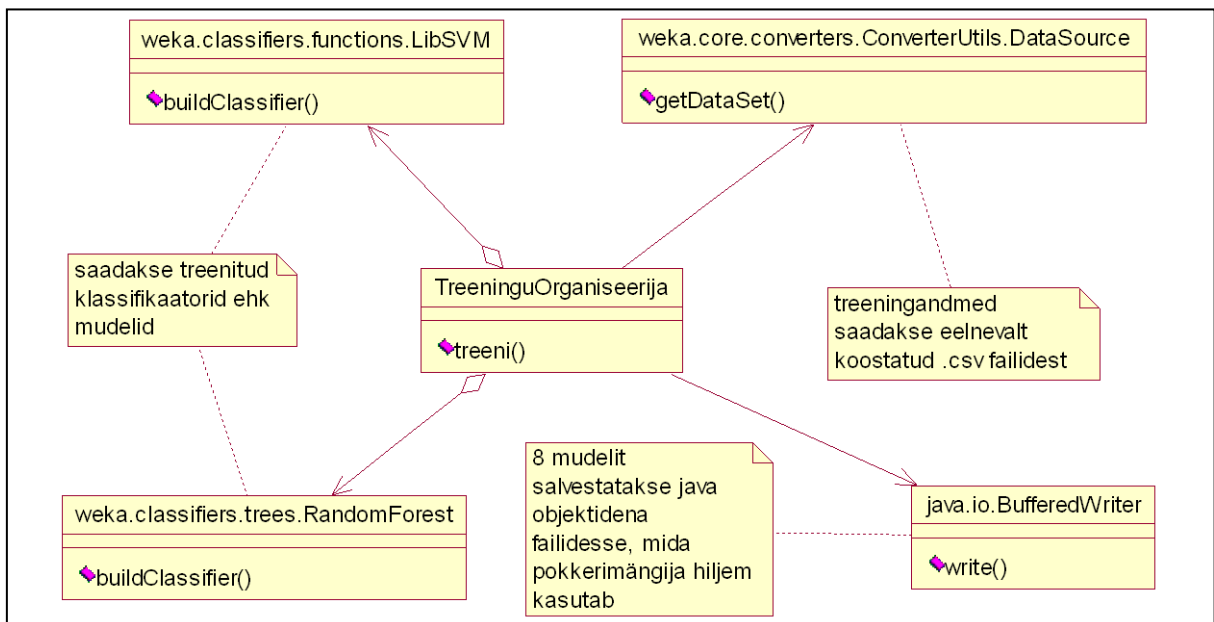 weka.classifiers.functions.LibSVM
buildClassifier()
weka.core.converters.ConverterUtils.DataSource
getDataSet()
saadakse treenitud
klassifikaatorid ehk
mudelid
TreeninguOrganiseerija
treeni()
treeningandmed
saadakse eelnevalt
koostatud .csv failidest
weka.classifiers.trees.RandomForest
buildClassifier()
8 mudelit
salvestatakse java
objektidena
failidesse, mida
pokkerimängija hiljem
kasutab
java.io.BufferedWriter
write()